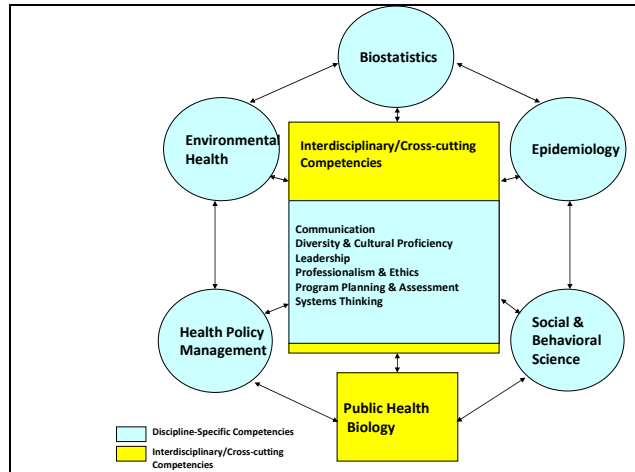 Biostatistics
Environmental
Health
Interdisciplinary/Cross-cutting
Competencies
Epidemiology
Communication
Diversity & Cultural Proficiency
Leadership
Professionalism & Ethics
Program Planning & Assessment
Systems Thinking
Health Policy
Management
Social &
Behavioral
Science
Public Health
Biology
Discipline-Specific Competencies
Interdisciplinary/Cross-cutting
Competencies